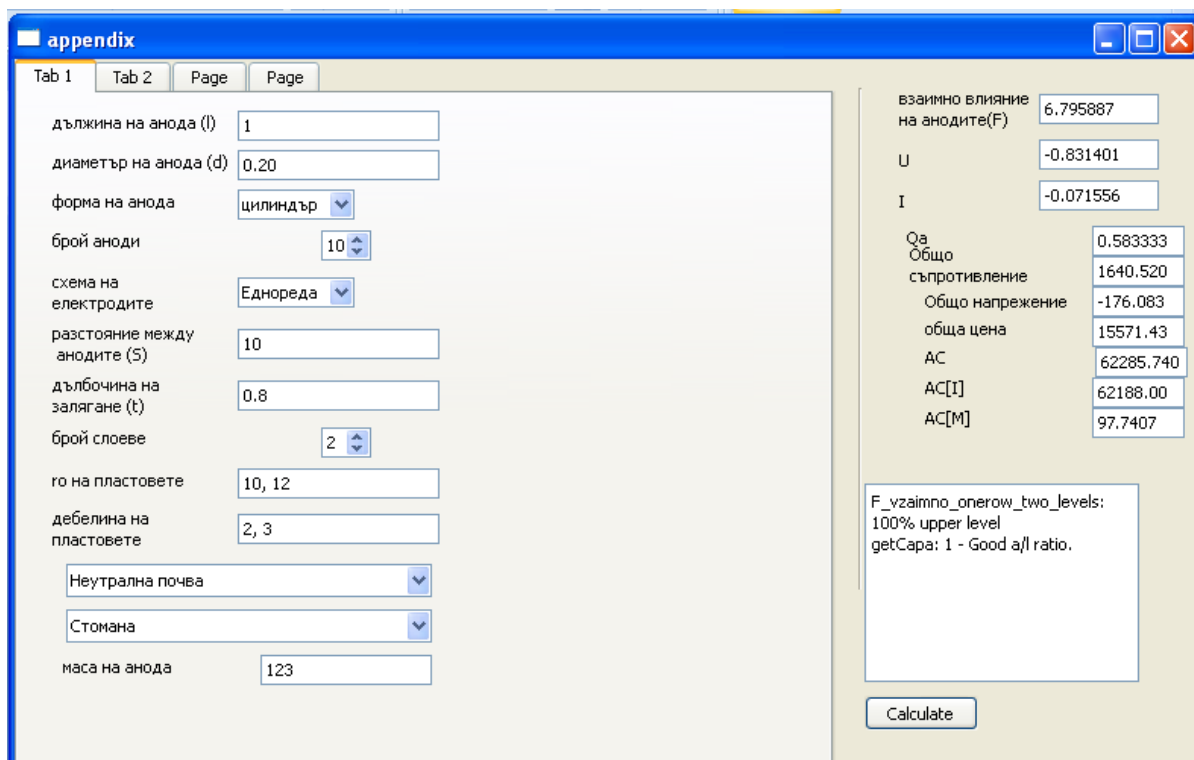 appendix
Tab 1
Tab 2
Page
Page
дължина на анода (l)
1
диаметър на анода (d)
0.20
форма на анода
цилиндър
брой аноди
10
схема на
електродите
Еднореда
разстояние между
анодите (S)
10
дълбочина на
залягане (t)
0.8
брой слоеве
2
ro на пластовете
10, 12
дебелина на
пластовете
2, 3
Неутрална почва
Стомана
маса на анода
123
взаимно влияние
на анодите(F)
6.795887
U
-0.831401
I
-0.071556
Qa
0.583333
Общо
съпротивление
1640.520
Общо напрежение
-176.083
обща цена
15571.43
AC
62285.740
AC[I]
62188.00
AC[M]
97.7407
F_vzaimno_onerow_two_levels:
100% upper level
getCapa: 1 - Good a/l ratio.
Calculate